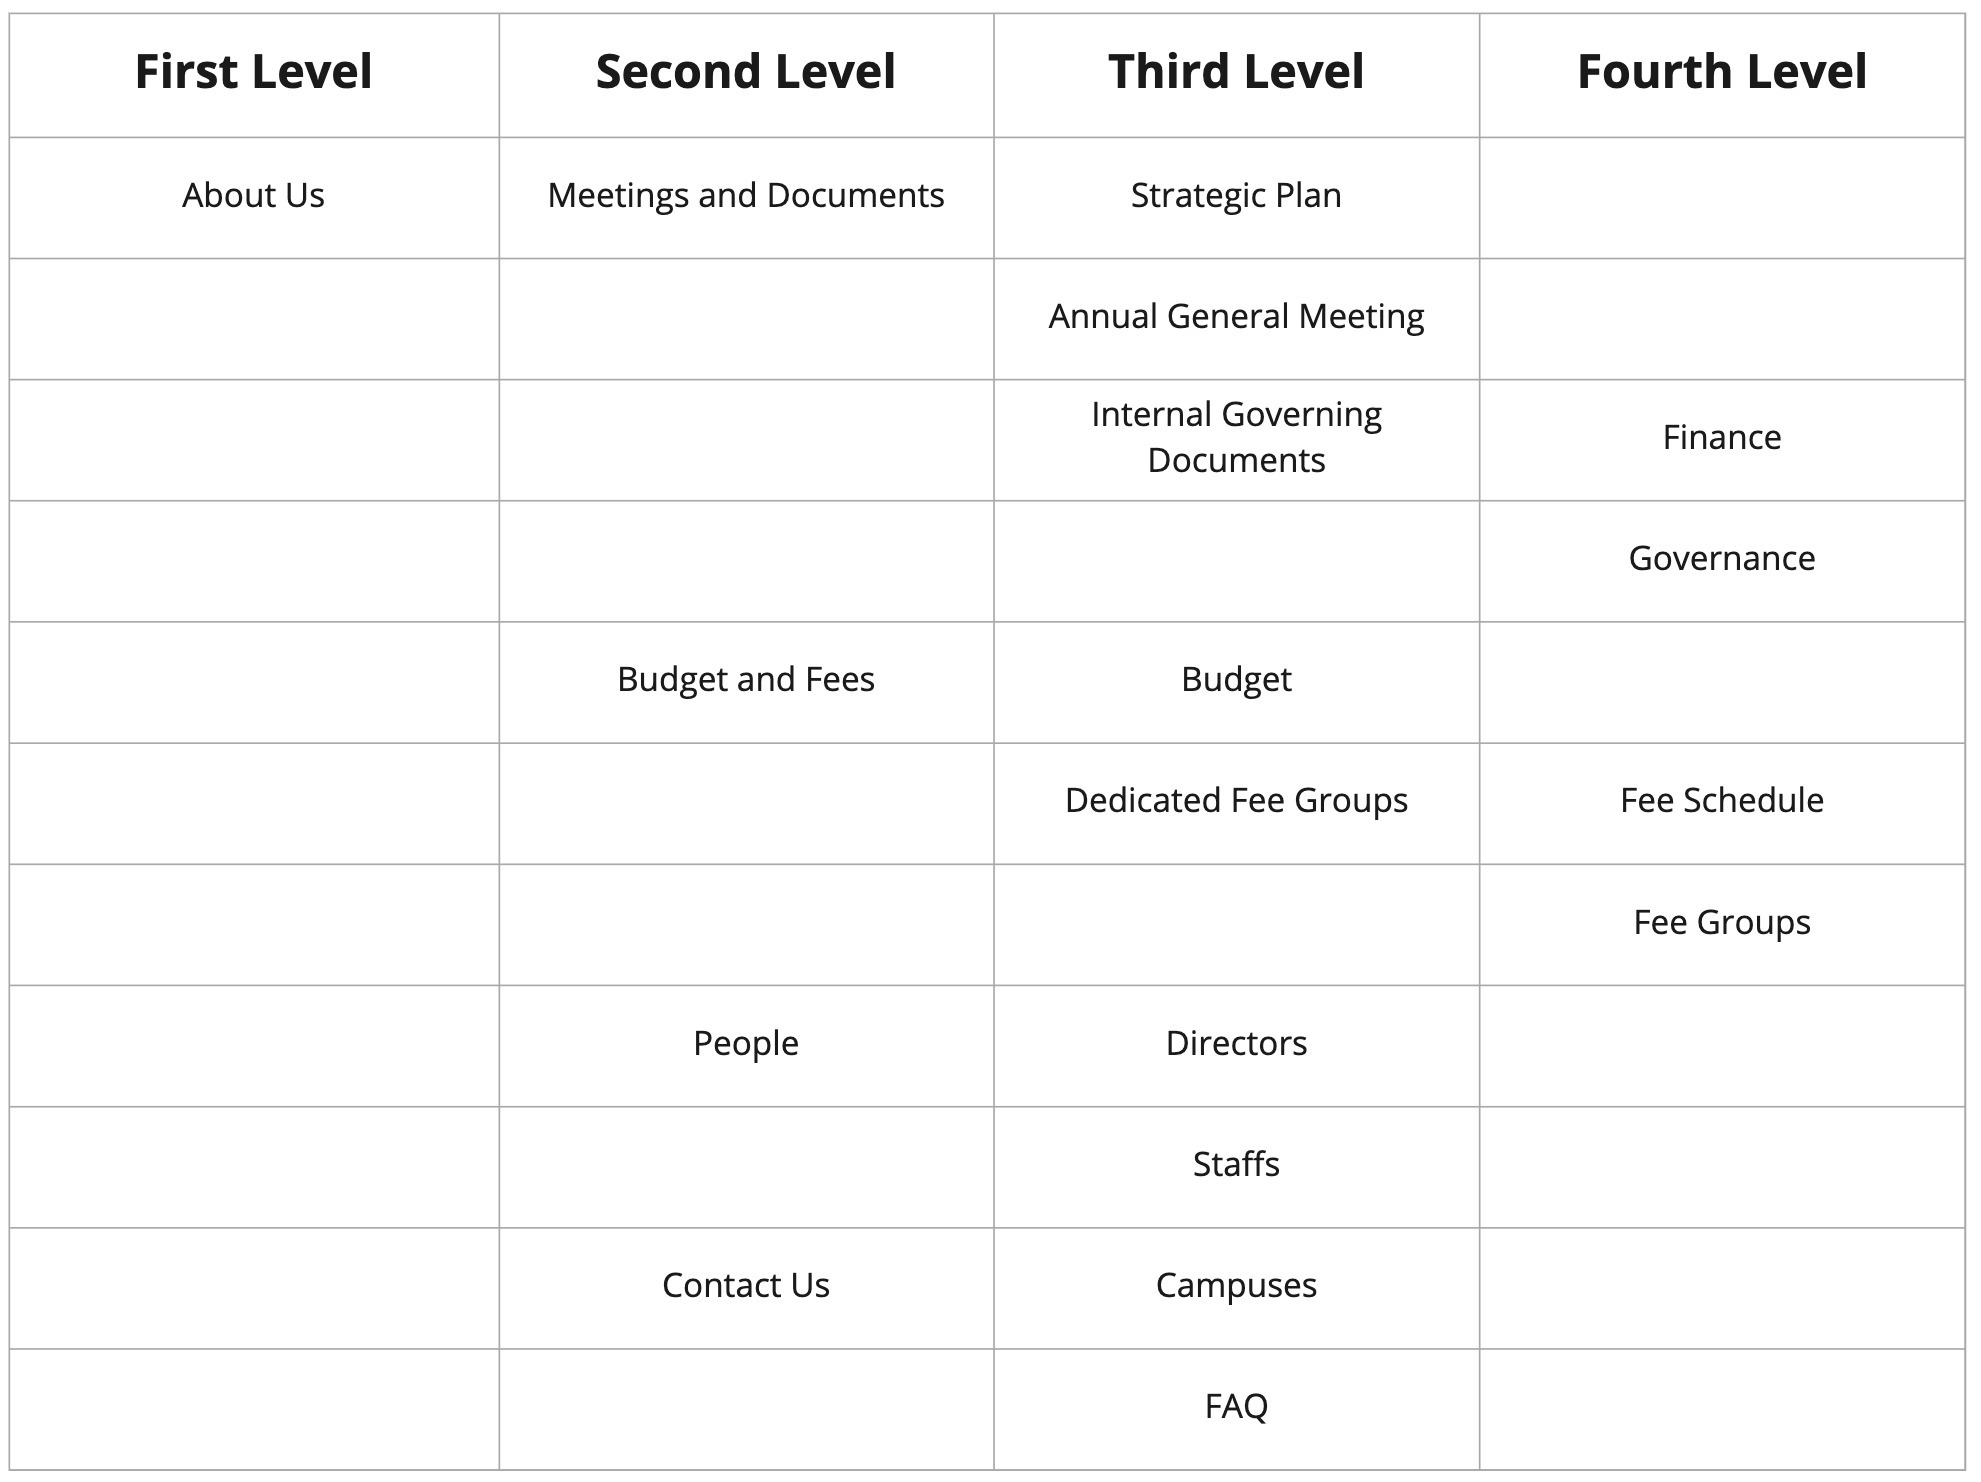 First Level Second Level Third Level Fourth Level
About Us Meetings and Documents Strategic Plan
Annual General Meeting
Internal Governing
Documents
Finance
Governance
Budget and Fees Budget
Dedicated Fee Groups Fee Schedule
Fee Groups
People Directors
Staffs
Contact Us Campuses
FAQ